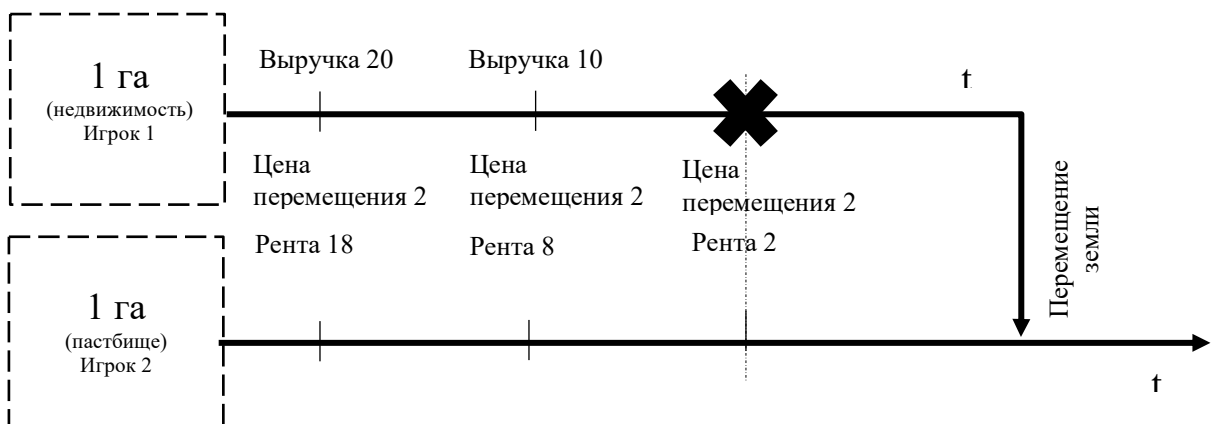 1 га
(недвижимость)
Игрок 1
Выручка 20
Выручка 10
t
Цена
перемещения 2
Цена
перемещения 2
Цена
перемещения 2
Рента 18
Рента 8
Рента 2
Перемещение
земли
1 га
(пастбище)
Игрок 2
t